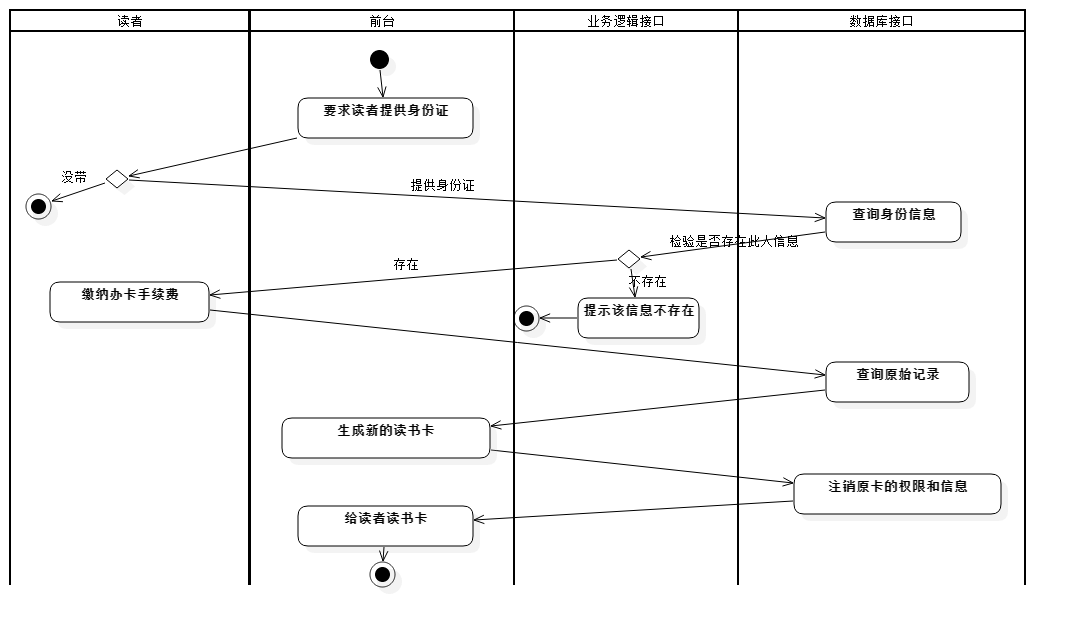 读者
前台
业务逻辑接口
数据库接口
要求读者提供身份证
没带
提供身份证
查询身份信息
检验是否存在此人信息
存在
不存在
缴纳办卡手续费
提示该信息不存在
查询原始记录
生成新的读书卡
注销原卡的权限和信息
给读者读书卡